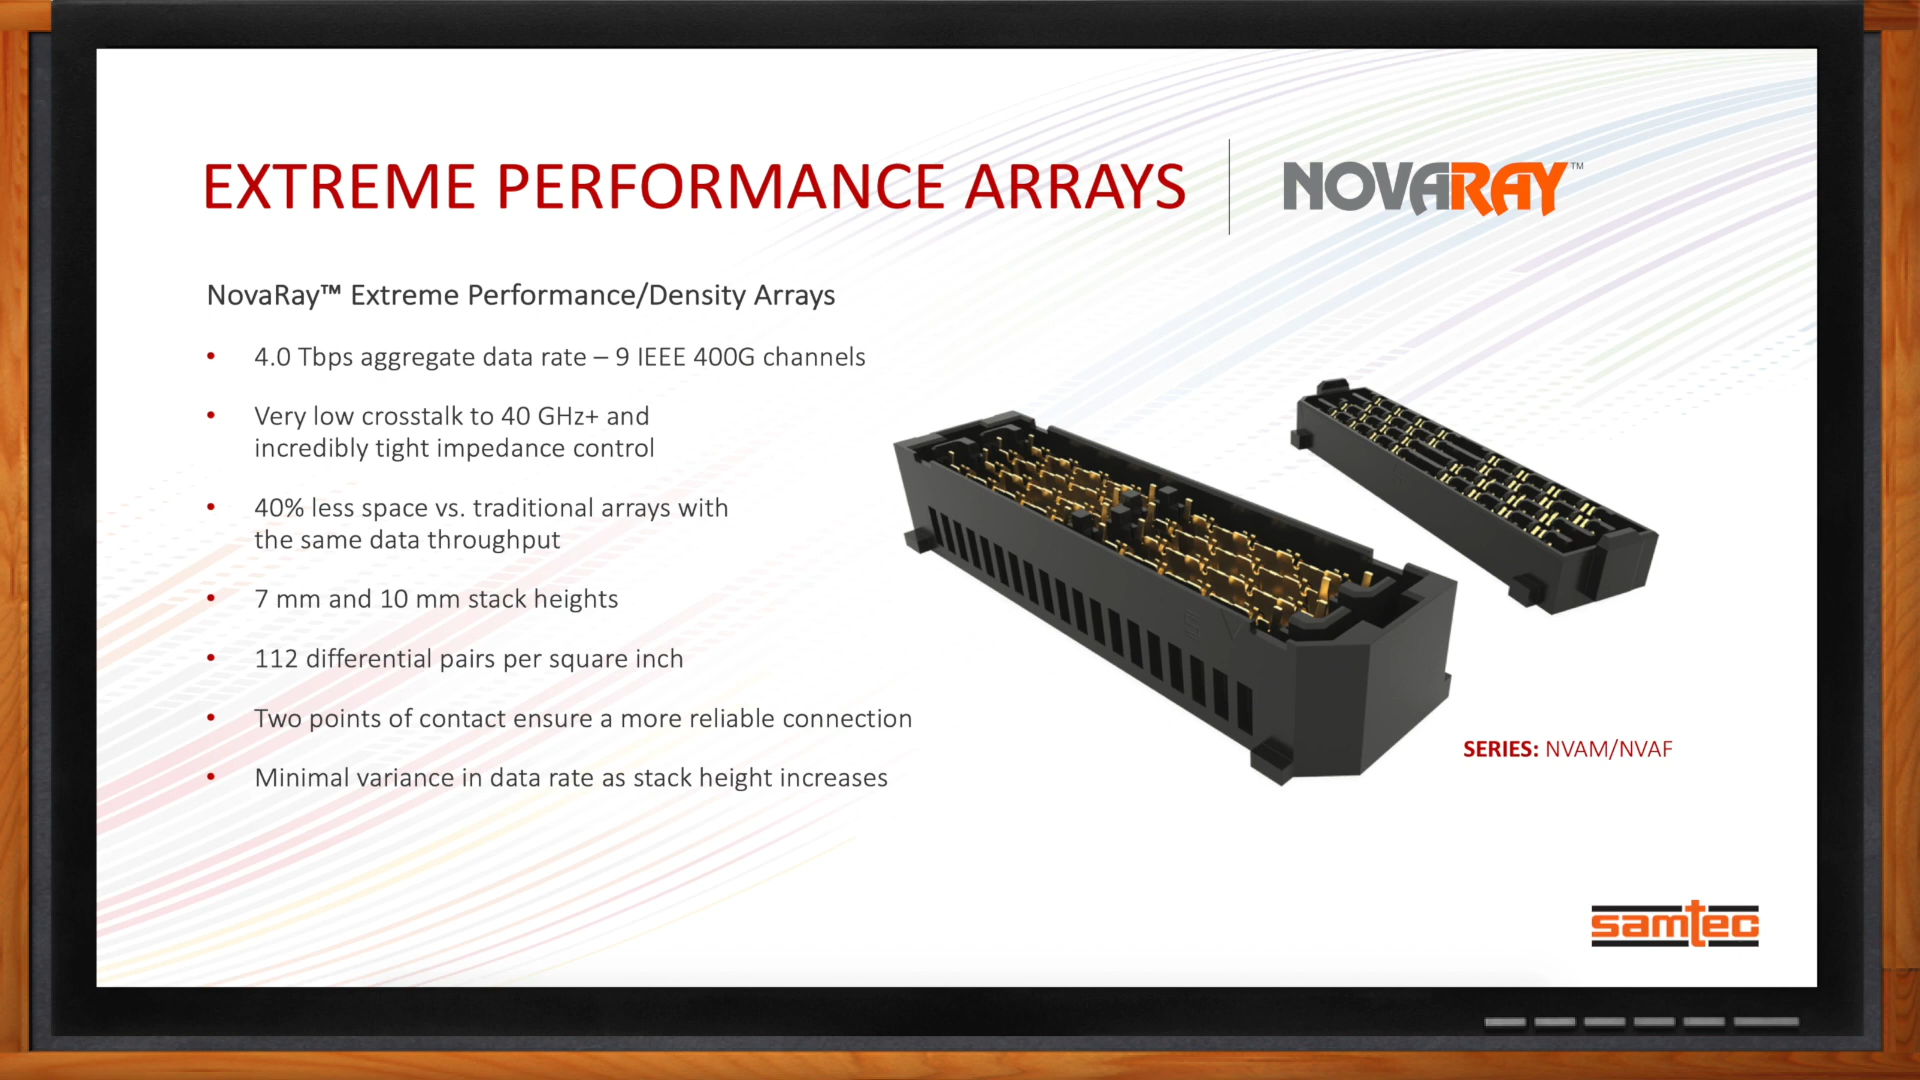 EXTREME PERFORMANCE ARRAYS
NOVARAY™
NovaRay™ Extreme Performance/Density Arrays
• 4.0 Tbps aggregate data rate – 9 IEEE 400G channels
• Very low crosstalk to 40 GHz+ and
incredibly tight impedance control
• 40% less space vs. traditional arrays with
the same data throughput
• 7 mm and 10 mm stack heights
• 112 differential pairs per square inch
• Two points of contact ensure a more reliable connection
• Minimal variance in data rate as stack height increases
SERIES: NVAM/NVAF
samtec